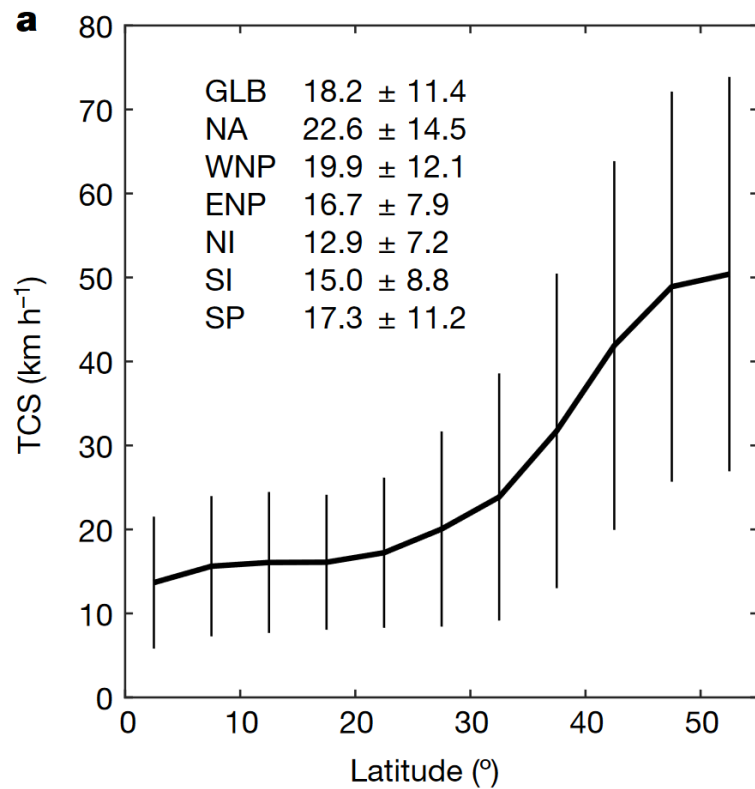 a
80
70
60
50
40
30
20
10
0
TCS (km h⁻¹)
GLB 18.2 ± 11.4
NA 22.6 ± 14.5
WNP 19.9 ± 12.1
ENP 16.7 ± 7.9
NI 12.9 ± 7.2
SI 15.0 ± 8.8
SP 17.3 ± 11.2
0 10 20 30 40 50
Latitude (º)